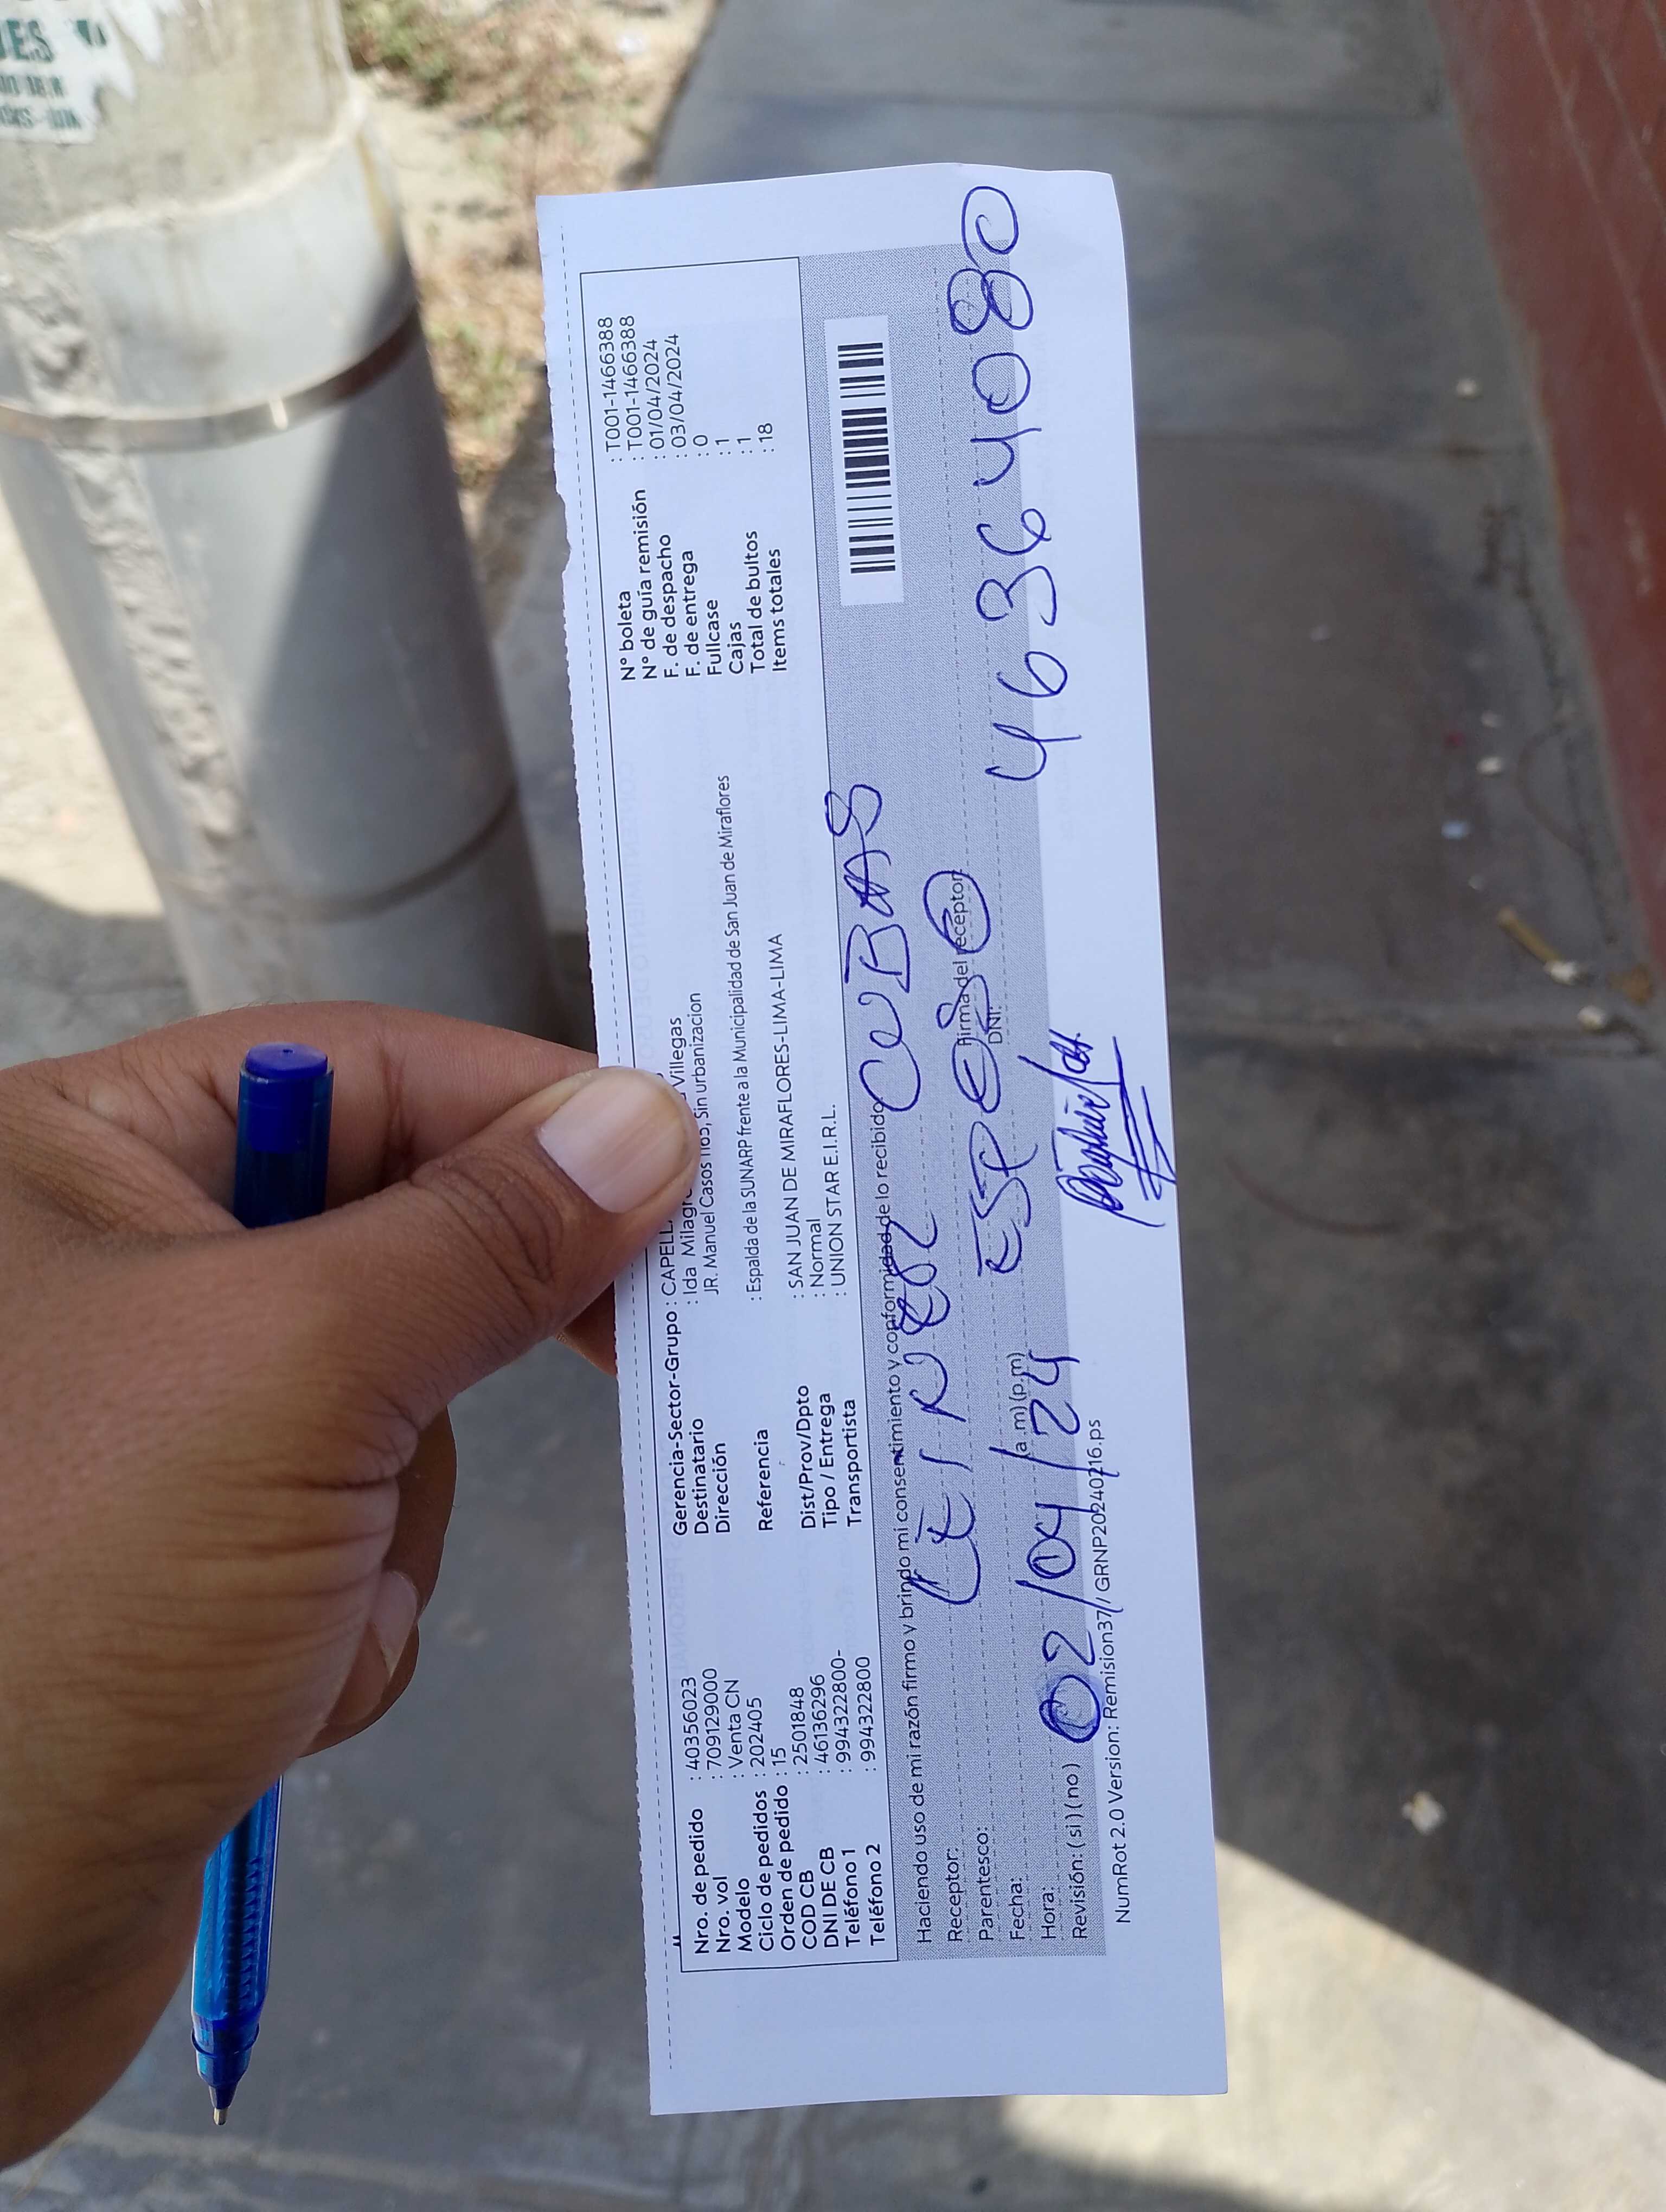 Nro. de pedido : 40356023
Nro. vol : 7091129000
Modelo : Venta CN
Ciclo de pedidos : 202405
Orden de pedido : 15
COD CB : 2501848
DNI DE CB : 46136296
Teléfono 1 : 994322800-
Teléfono 2 : 994322800
Gerencia-Sector-Grupo :
Destinatario : Ida Villegas
Dirección JR. Manuel Casos Sin urbanizacion
Referencia : Espalda de la SUNARP frente a la Municipalidad de San Juan de Miraflores
Dist/Prov/Dpto : SAN JUAN DE MIRAFLORES-LIMA-LIMA
Tipo / Entrega : Normal
Transportista : UNION STAR E.I.R.L.
N° boleta : T001-1466388
N° de guía remisión : T001-1466388
F. de despacho : 01/04/2024
F. de entrega : 03/04/2024
Fullcase : 0
Cajas : 1
Total de bultos : 1
Items totales : 18
Haciendo uso de mi razón firmo y brindo mi consentimiento y conformidad de lo recibido
Receptor: CUBAS
Parentesco: ESPOSO
Fecha: 02/04/24
Hora: (a.m) (p.m)
Revisión: (si) (no)
Firma del receptor
DNI: 46364080
NumRot 2.0 Version: Remision37/ / GRNP20240216.ps